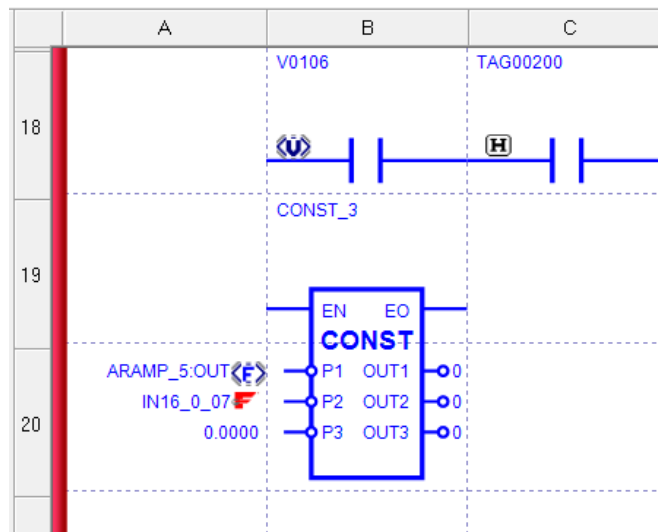 A B C
V0106 TAG00200
18
U H
CONST_3
19
EN EO
CONST
ARAMP_5:OUT F P1 OUT1 0
IN16_0_07 F P2 OUT2 0
20
0.0000 P3 OUT3 0